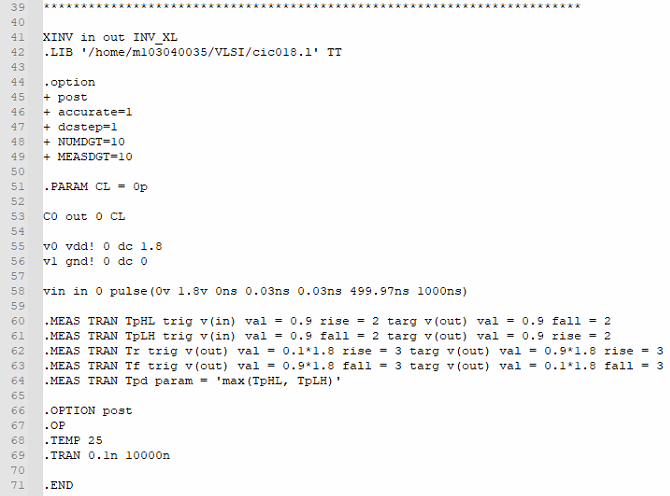 39 ***********************************************************************
40
41 XINV in out INV_XL
42 .LIB '/home/m103040035/VLSI/cic018.l' TT
43
44 .option
45 + post
46 + accurate=1
47 + dcstep=1
48 + NUMDGT=10
49 + MEASDGT=10
50
51 .PARAM CL = 0p
52
53 C0 out 0 CL
54
55 v0 vdd! 0 dc 1.8
56 v1 gnd! 0 dc 0
57
58 vin in 0 pulse(0v 1.8v 0ns 0.03ns 0.03ns 499.97ns 1000ns)
59
60 .MEAS TRAN TpHL trig v(in) val = 0.9 rise = 2 targ v(out) val = 0.9 fall = 2
61 .MEAS TRAN TpLH trig v(in) val = 0.9 fall = 2 targ v(out) val = 0.9 rise = 2
62 .MEAS TRAN Tr trig v(out) val = 0.1*1.8 rise = 3 targ v(out) val = 0.9*1.8 rise = 3
63 .MEAS TRAN Tf trig v(out) val = 0.9*1.8 fall = 3 targ v(out) val = 0.1*1.8 fall = 3
64 .MEAS TRAN Tpd param = 'max(TpHL, TpLH)'
65
66 .OPTION post
67 .OP
68 .TEMP 25
69 .TRAN 0.1n 10000n
70
71 .END